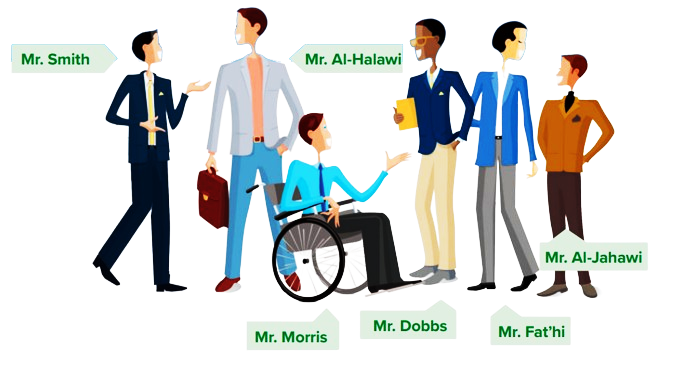 Mr. Smith
Mr. Al-Halawi
Mr. Al-Jahawi
Mr. Morris
Mr. Dobbs
Mr. Fat'hi